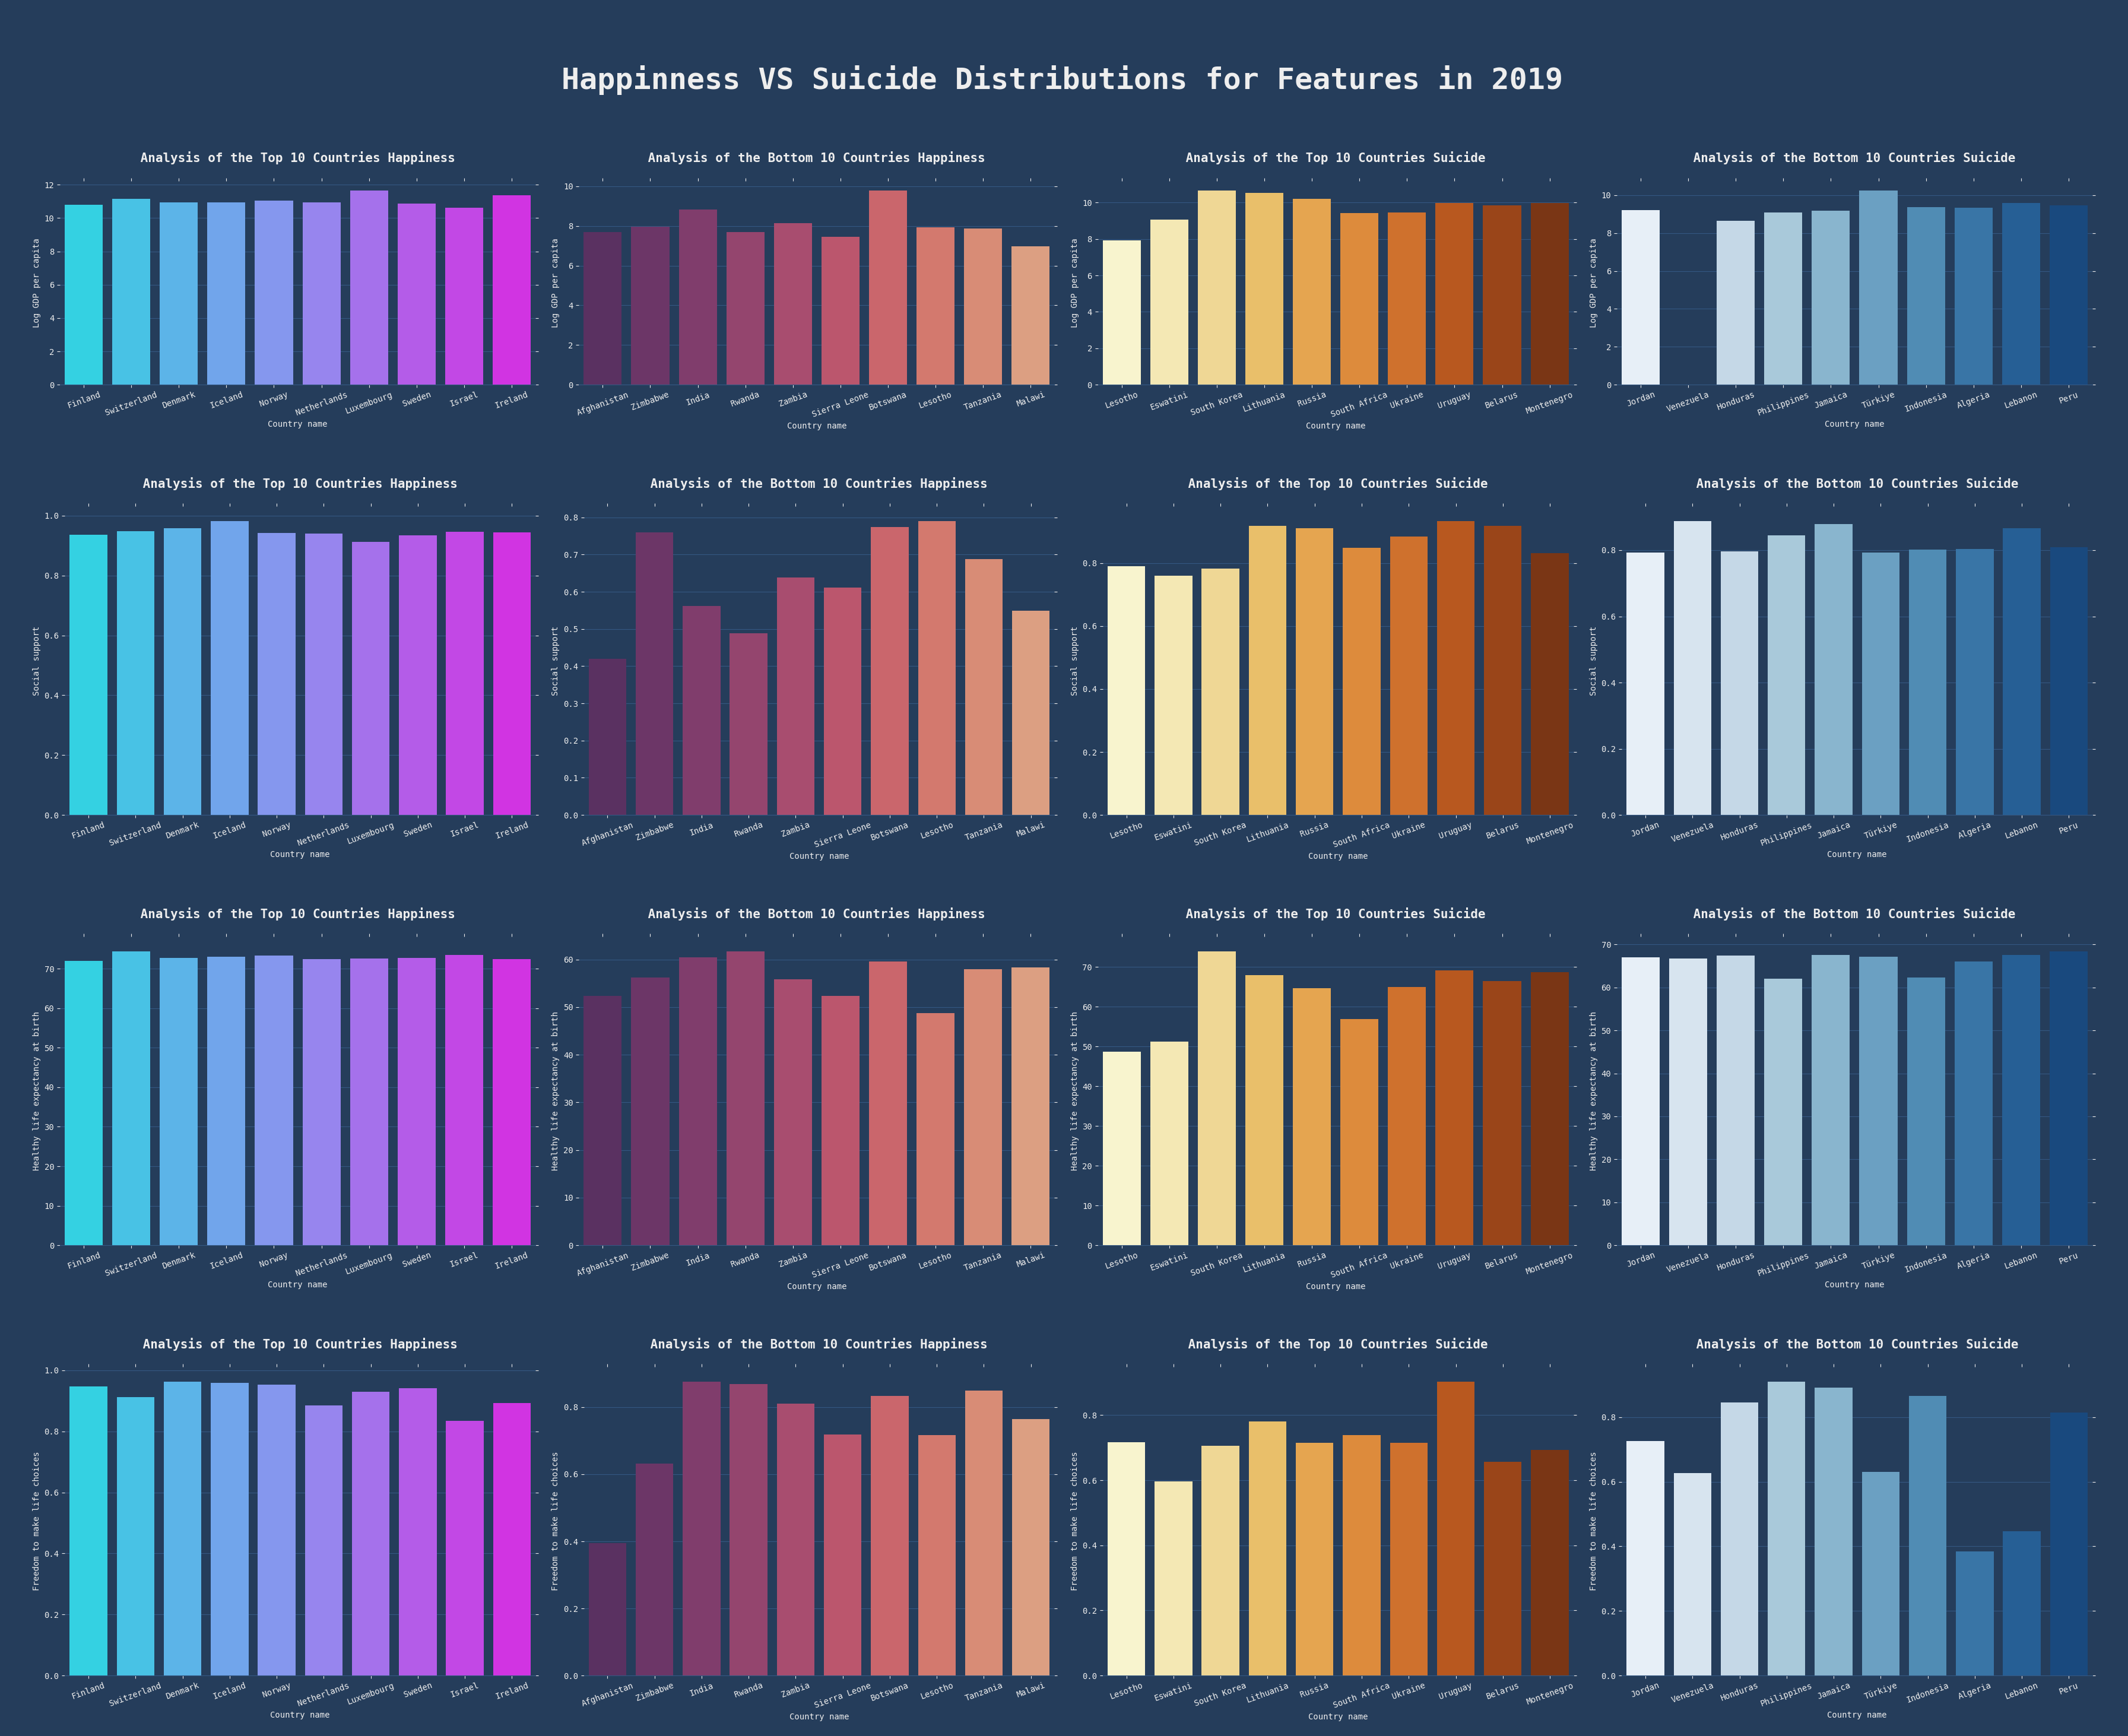 Happinness VS Suicide Distributions for Features in 2019
Analysis of the Top 10 Countries Happiness
Log GDP per capita
12
10
8
6
4
2
0
Finland Switzerland Denmark Iceland Norway Netherlands Luxembourg Sweden Israel Ireland
Country name
Analysis of the Bottom 10 Countries Happiness
Log GDP per capita
10
8
6
4
2
0
Afghanistan Zimbabwe India Rwanda Zambia Sierra Leone Botswana Lesotho Tanzania Malawi
Country name
Analysis of the Top 10 Countries Suicide
Log GDP per capita
10
8
6
4
2
0
Lesotho Eswatini South Korea Lithuania Russia South Africa Ukraine Uruguay Belarus Montenegro
Country name
Analysis of the Bottom 10 Countries Suicide
Log GDP per capita
10
8
6
4
2
0
Jordan Venezuela Honduras Philippines Jamaica Türkiye Indonesia Algeria Lebanon Peru
Country name
Analysis of the Top 10 Countries Happiness
Social support
1.0
0.8
0.6
0.4
0.2
0.0
Finland Switzerland Denmark Iceland Norway Netherlands Luxembourg Sweden Israel Ireland
Country name
Analysis of the Bottom 10 Countries Happiness
Social support
0.8
0.7
0.6
0.5
0.4
0.3
0.2
0.1
0.0
Afghanistan Zimbabwe India Rwanda Zambia Sierra Leone Botswana Lesotho Tanzania Malawi
Country name
Analysis of the Top 10 Countries Suicide
Social support
0.8
0.6
0.4
0.2
0.0
Lesotho Eswatini South Korea Lithuania Russia South Africa Ukraine Uruguay Belarus Montenegro
Country name
Analysis of the Bottom 10 Countries Suicide
Social support
0.8
0.6
0.4
0.2
0.0
Jordan Venezuela Honduras Philippines Jamaica Türkiye Indonesia Algeria Lebanon Peru
Country name
Analysis of the Top 10 Countries Happiness
Healthy life expectancy at birth
70
60
50
40
30
20
10
0
Finland Switzerland Denmark Iceland Norway Netherlands Luxembourg Sweden Israel Ireland
Country name
Analysis of the Bottom 10 Countries Happiness
Healthy life expectancy at birth
60
50
40
30
20
10
0
Afghanistan Zimbabwe India Rwanda Zambia Sierra Leone Botswana Lesotho Tanzania Malawi
Country name
Analysis of the Top 10 Countries Suicide
Healthy life expectancy at birth
70
60
50
40
30
20
10
0
Lesotho Eswatini South Korea Lithuania Russia South Africa Ukraine Uruguay Belarus Montenegro
Country name
Analysis of the Bottom 10 Countries Suicide
Healthy life expectancy at birth
70
60
50
40
30
20
10
0
Jordan Venezuela Honduras Philippines Jamaica Türkiye Indonesia Algeria Lebanon Peru
Country name
Analysis of the Top 10 Countries Happiness
Freedom to make life choices
1.0
0.8
0.6
0.4
0.2
0.0
Finland Switzerland Denmark Iceland Norway Netherlands Luxembourg Sweden Israel Ireland
Country name
Analysis of the Bottom 10 Countries Happiness
Freedom to make life choices
0.8
0.6
0.4
0.2
0.0
Afghanistan Zimbabwe India Rwanda Zambia Sierra Leone Botswana Lesotho Tanzania Malawi
Country name
Analysis of the Top 10 Countries Suicide
Freedom to make life choices
0.8
0.6
0.4
0.2
0.0
Lesotho Eswatini South Korea Lithuania Russia South Africa Ukraine Uruguay Belarus Montenegro
Country name
Analysis of the Bottom 10 Countries Suicide
Freedom to make life choices
0.8
0.6
0.4
0.2
0.0
Jordan Venezuela Honduras Philippines Jamaica Türkiye Indonesia Algeria Lebanon Peru
Country name